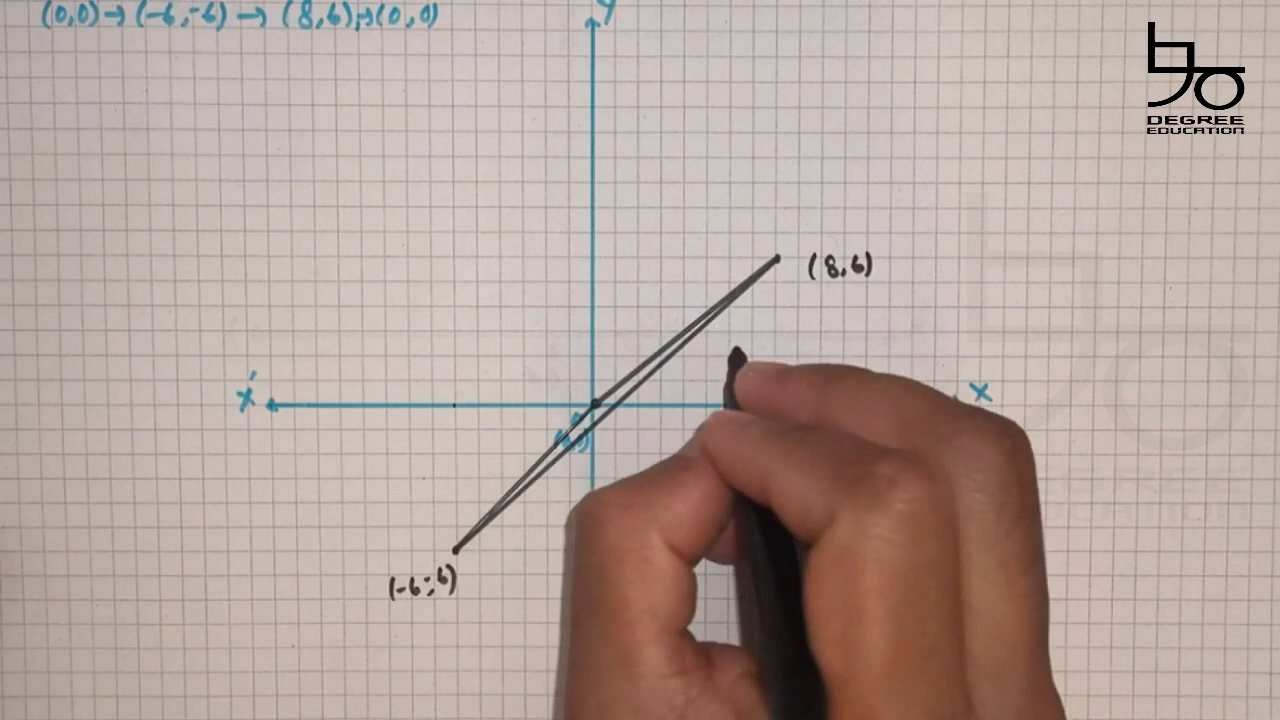 (0,0)→(-6,-6)→(8,6)→(0,0)
Y
DEGREE
EDUCATION
(8,6)
X'
X
(-6,-6)